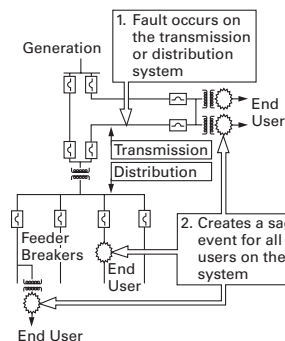 1. Fault occurs on
the transmission
or distribution
system
Generation
End
User
Transmission
Distribution
2. Creates a sag
event for all
users on the
system
Feeder
Breakers
End
User
End User